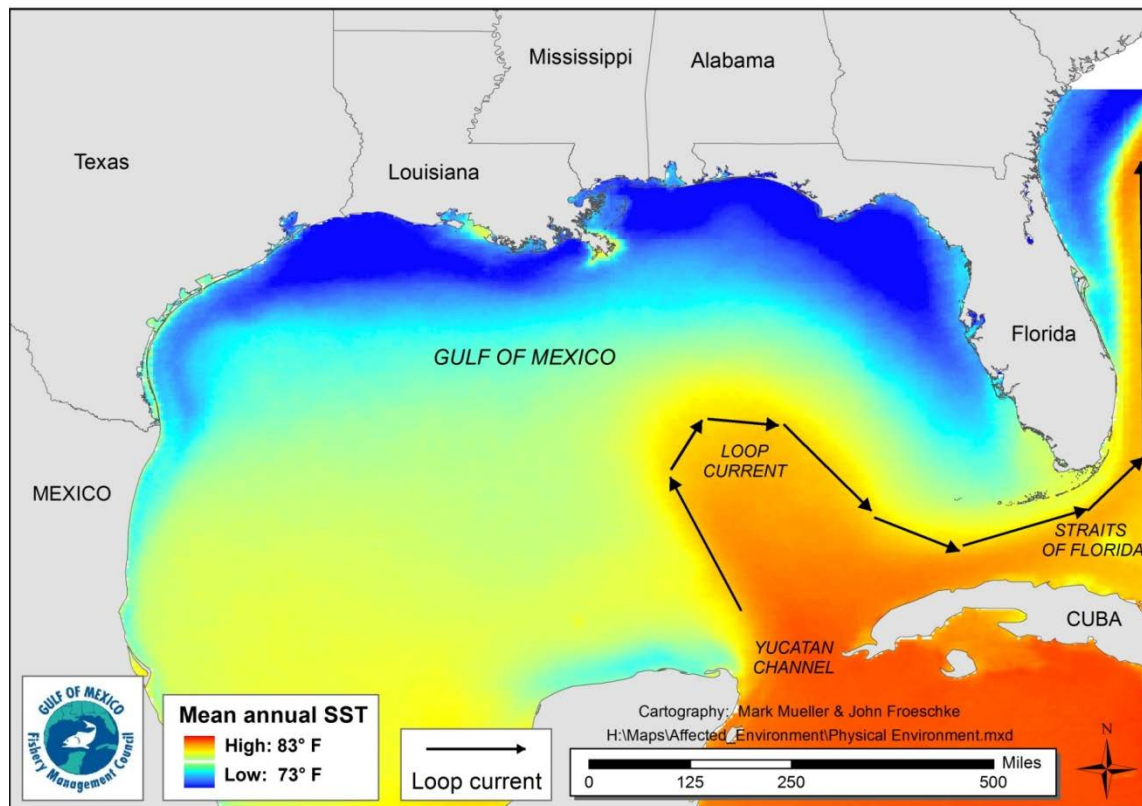 Mississippi
Alabama
Texas
Louisiana
Florida
GULF OF MEXICO
LOOP
CURRENT
MEXICO
STRAITS
OF FLORIDA
CUBA
YUCATAN
CHANNEL
GULF OF MEXICO
Fishery Management Council
Mean annual SST
High: 83° F
Low: 73° F
Loop current
Cartography: Mark Mueller & John Froeschke
H:\Maps\Affected_Environment\Physical Environment.mxd
Miles
0 125 250 500
N